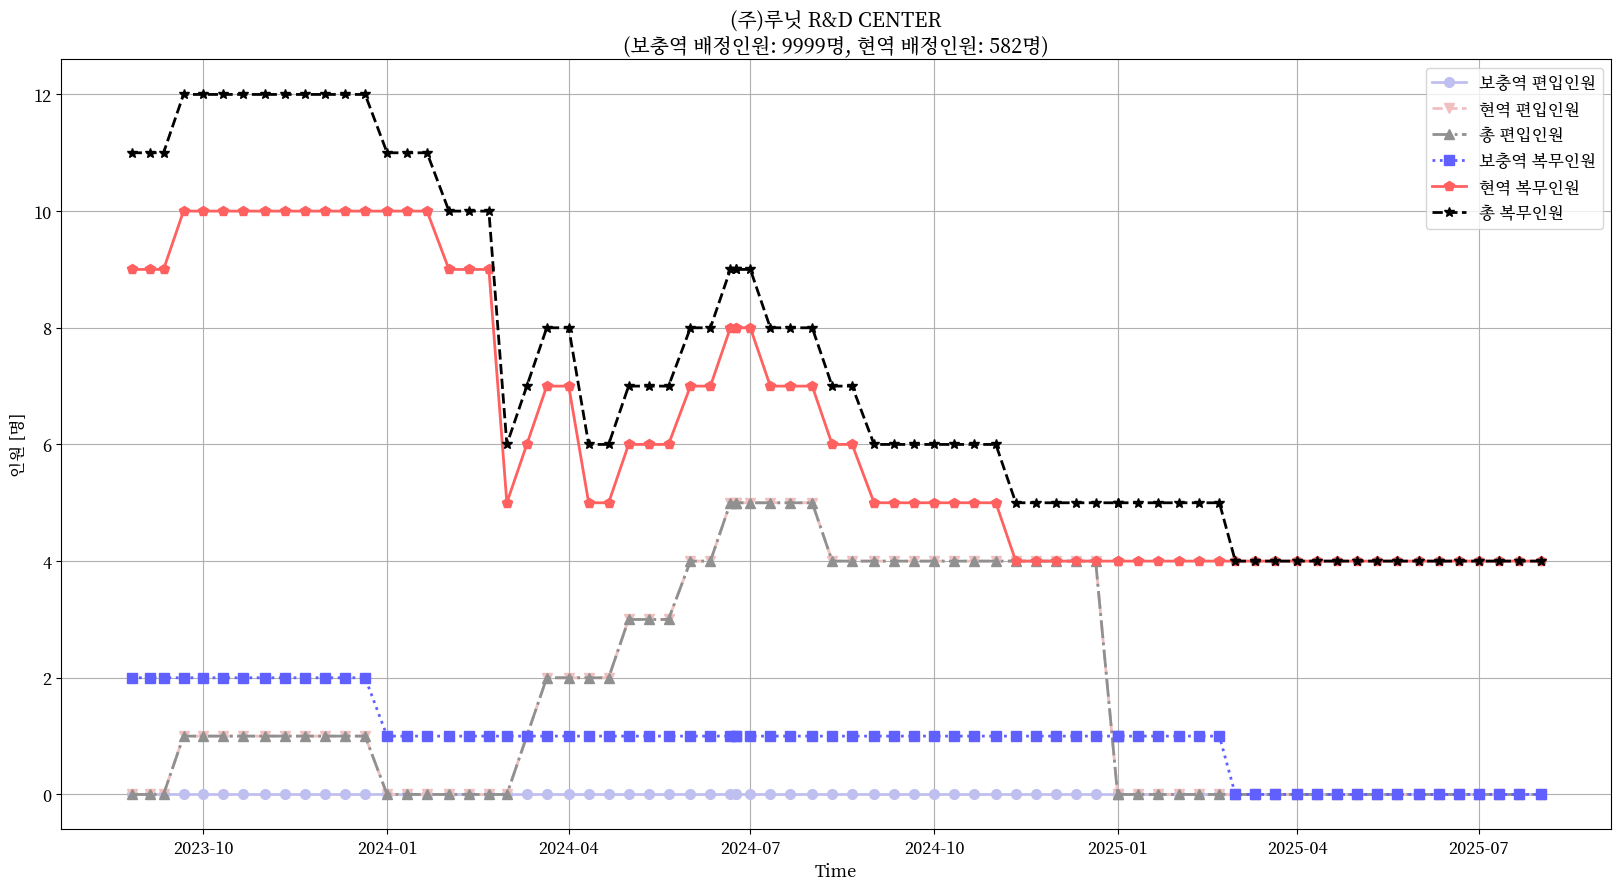 (주)루닛 R&D CENTER
(보충역 배정인원: 9999명, 현역 배정인원: 582명)
보충역 편입인원
현역 편입인원
총 편입인원
보충역 복무인원
현역 복무인원
총 복무인원
인원 [명]
12
10
8
6
4
2
0
2023-10
2024-01
2024-04
2024-07
2024-10
2025-01
2025-04
2025-07
Time